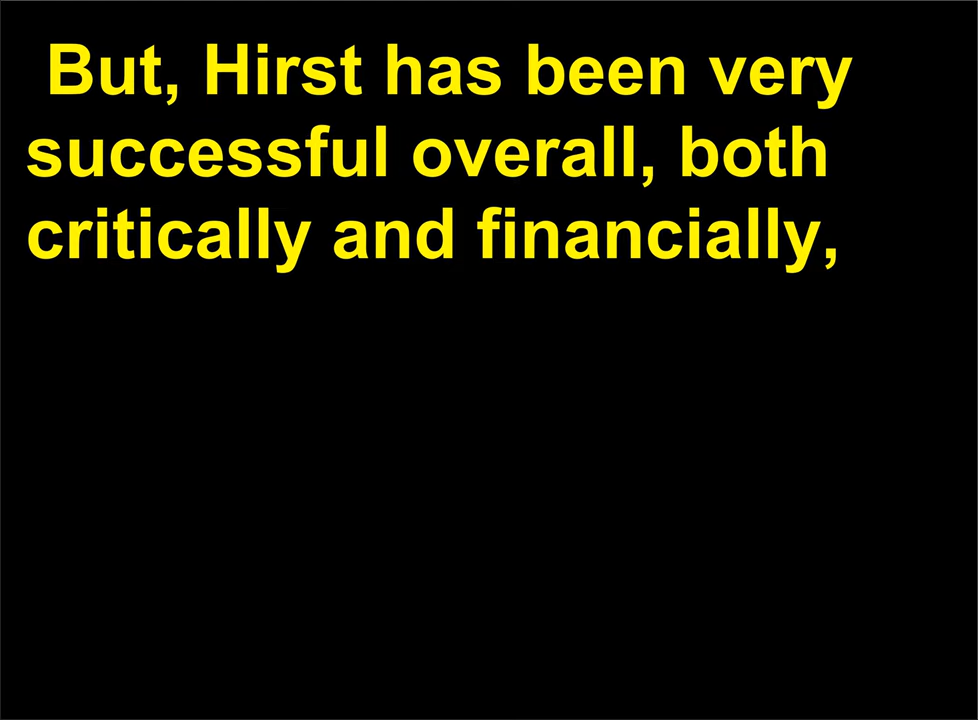 But, Hirst has been very
successful overall, both
critically and financially,